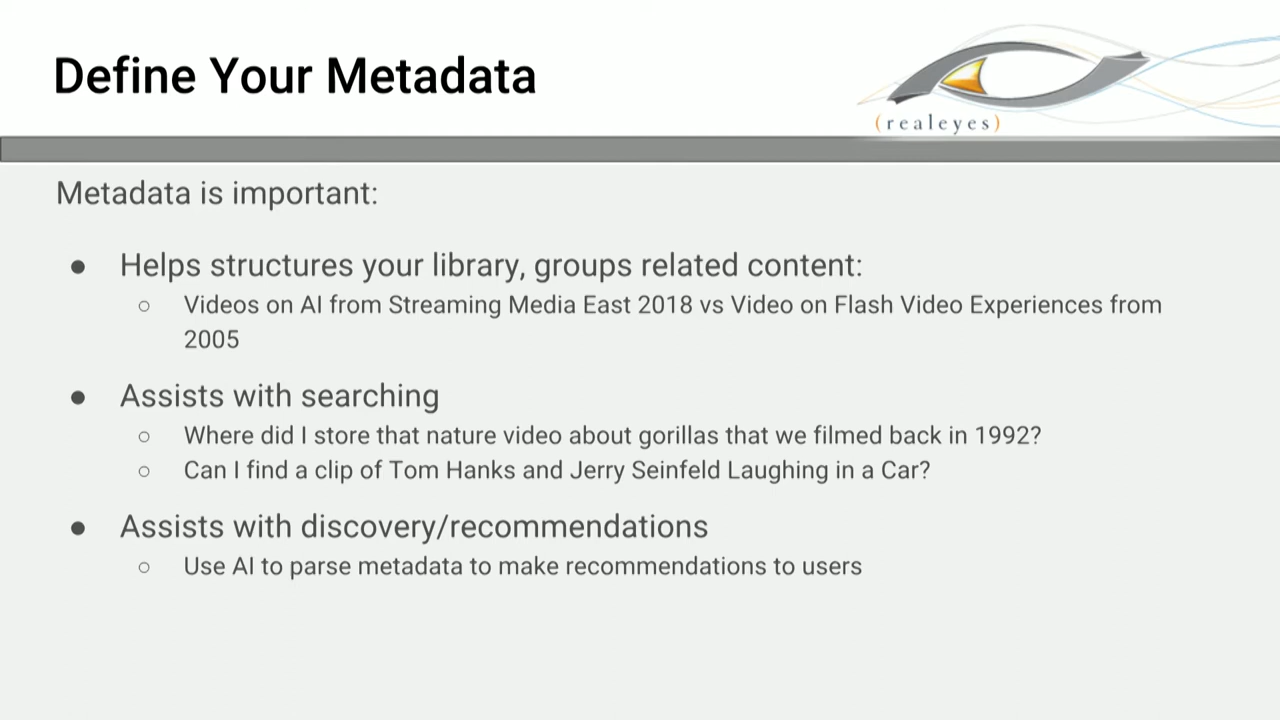 Define Your Metadata
(realeyes)
Metadata is important:
● Helps structures your library, groups related content:
○ Videos on AI from Streaming Media East 2018 vs Video on Flash Video Experiences from
2005
● Assists with searching
○ Where did I store that nature video about gorillas that we filmed back in 1992?
○ Can I find a clip of Tom Hanks and Jerry Seinfeld Laughing in a Car?
● Assists with discovery/recommendations
○ Use AI to parse metadata to make recommendations to users